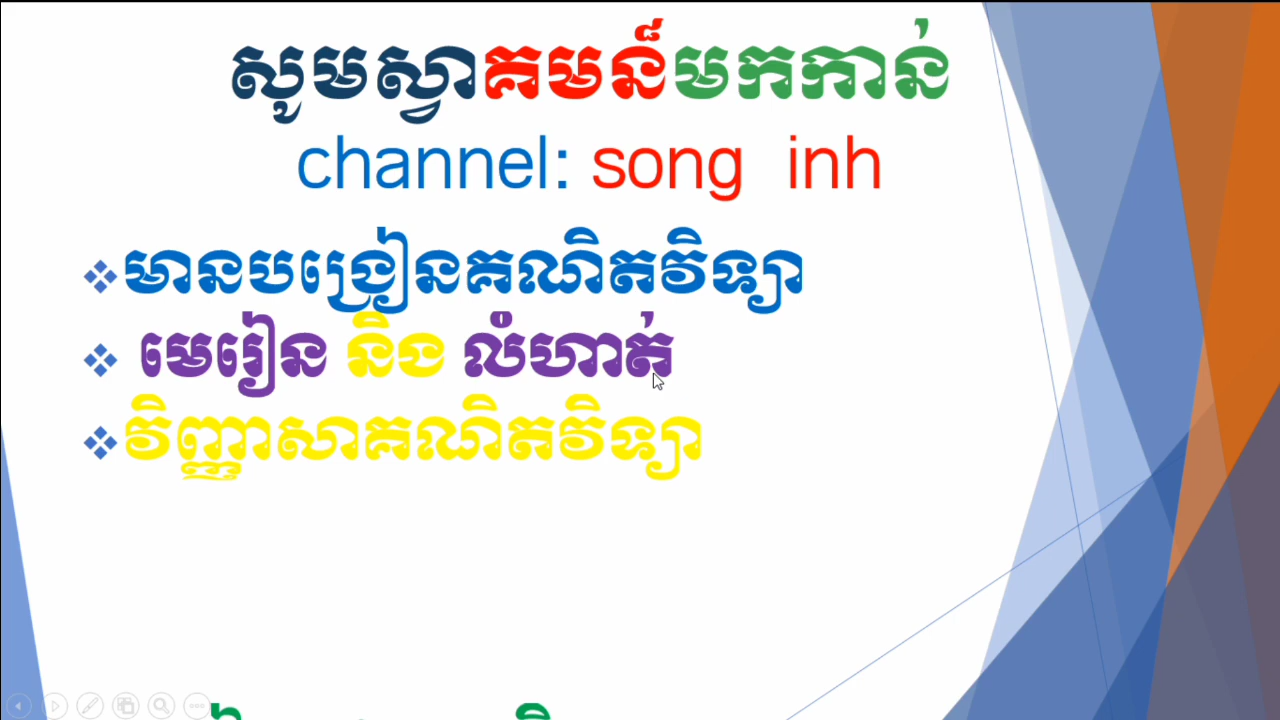 សូមស្វាគមន៍មកកាន់
channel: song inh
មានបង្រៀនគណិតវិទ្យា
មេរៀន និង លំហាត់
វិញ្ញាសាគណិតវិទ្យា